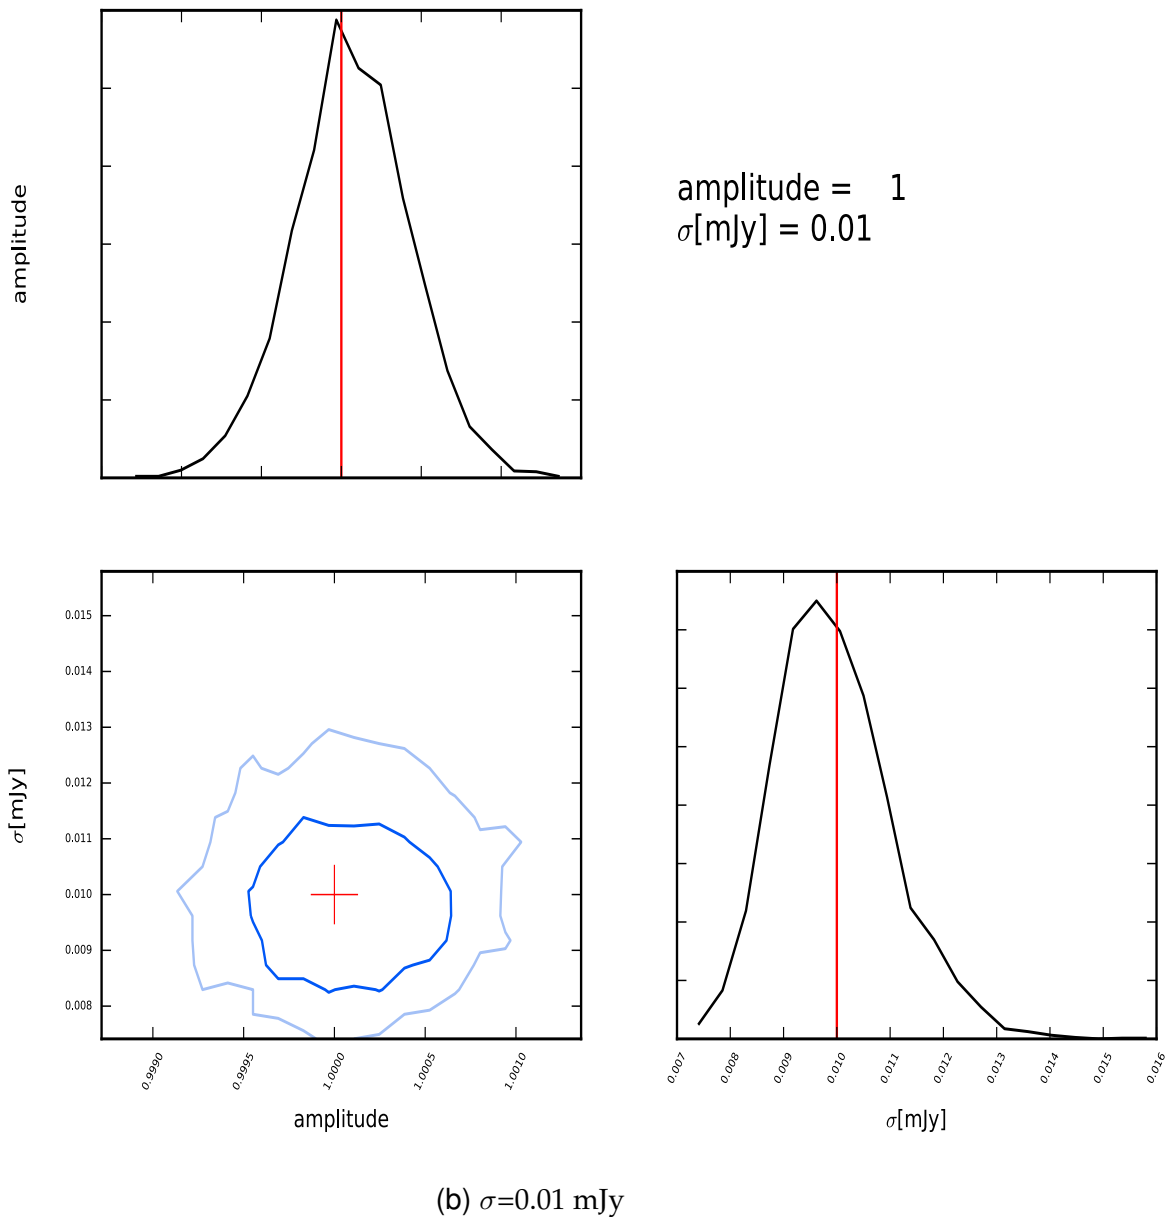 amplitude
amplitude = 1
σ[mJy] = 0.01
σ[mJy]
0.015
0.014
0.013
0.012
0.011
0.010
0.009
0.008
0.9990 0.9995 1.0000 1.0005 1.0010
amplitude
0.007 0.008 0.009 0.010 0.011 0.012 0.013 0.014 0.015 0.016
σ[mJy]
(b) σ=0.01 mJy